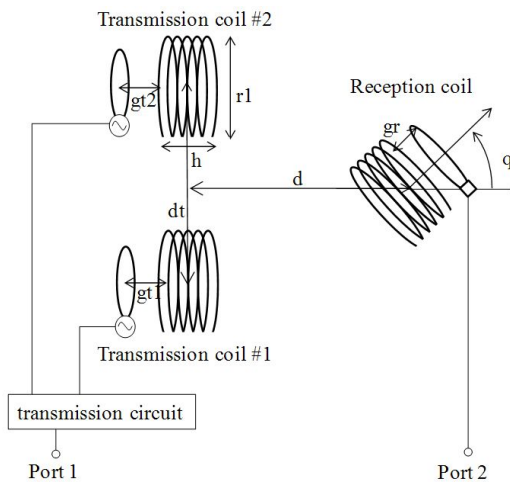 Transmission coil #2
gt2
r1
h
Reception coil
gr
q
d
dt
gt1
Transmission coil #1
transmission circuit
Port 1
Port 2